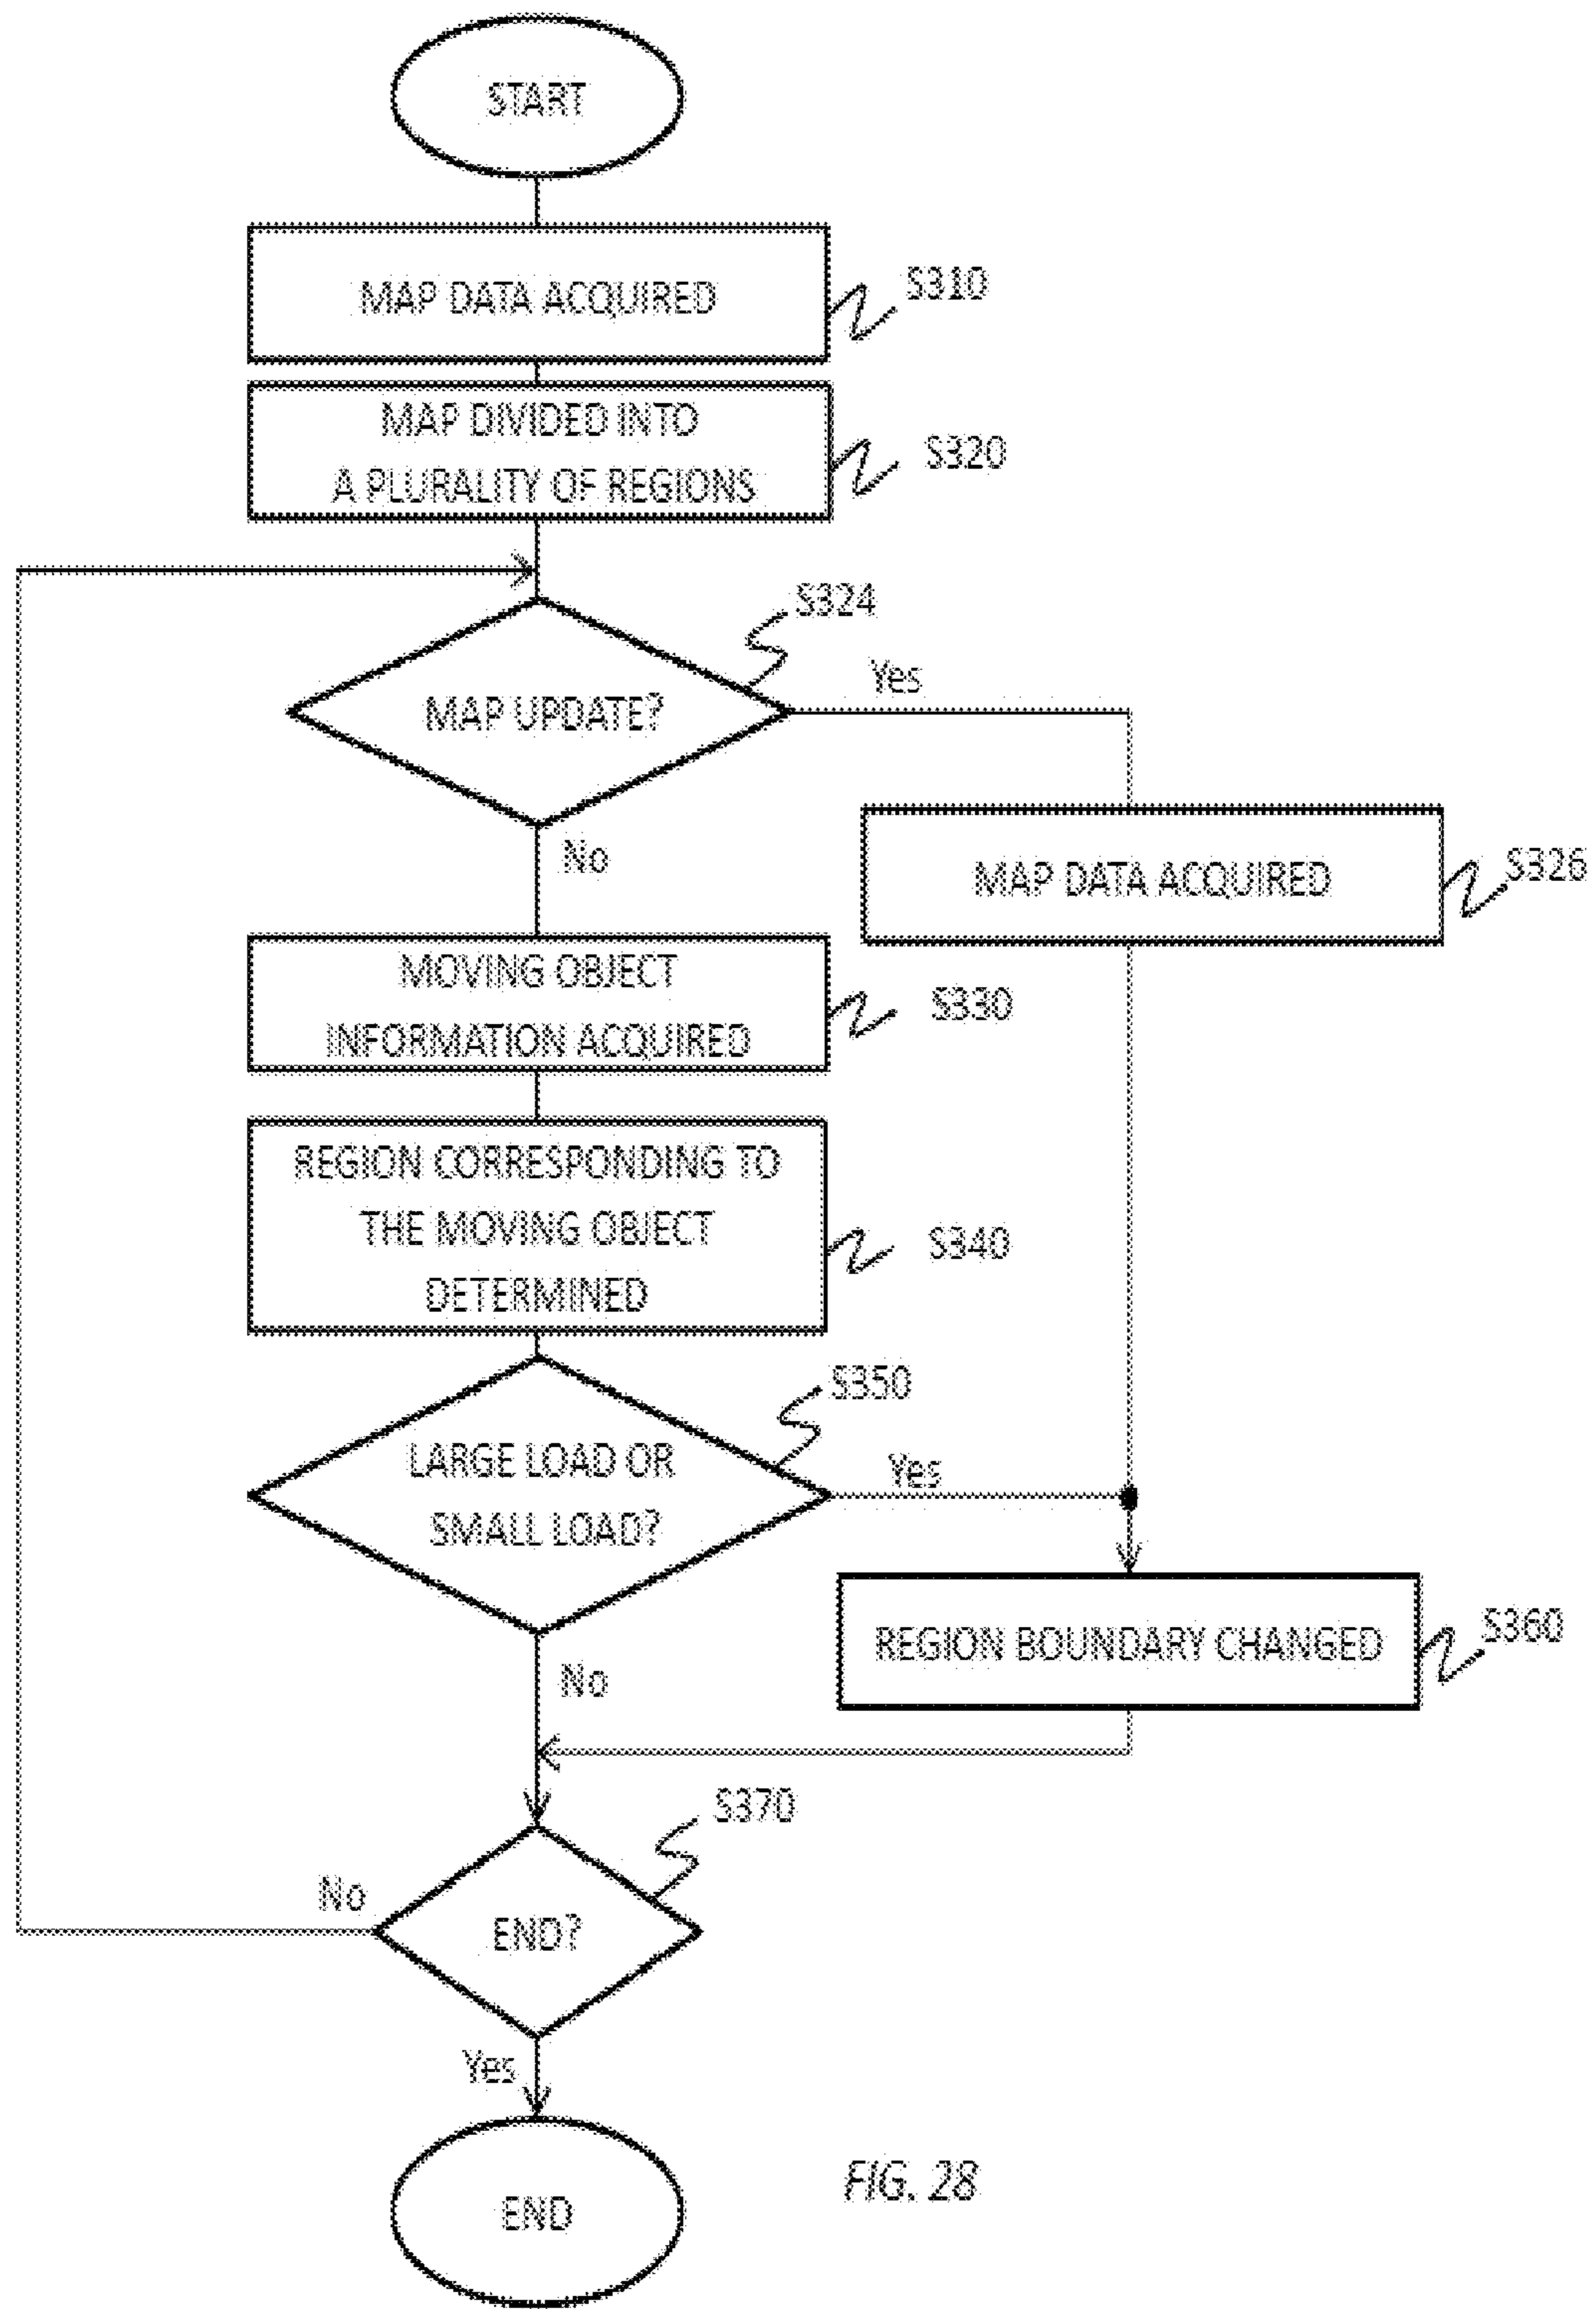 START
MAP DATA ACQUIRED
S310
MAP DIVIDED INTO
A PLURALITY OF REGIONS
S320
S324
MAP UPDATE?
Yes
No
MAP DATA ACQUIRED
S326
MOVING OBJECT
INFORMATION ACQUIRED
S330
REGION CORRESPONDING TO
THE MOVING OBJECT
DETERMINED
S340
S350
LARGE LOAD OR
SMALL LOAD?
Yes
No
REGION BOUNDARY CHANGED
S360
S370
END?
No
Yes
END
FIG. 28